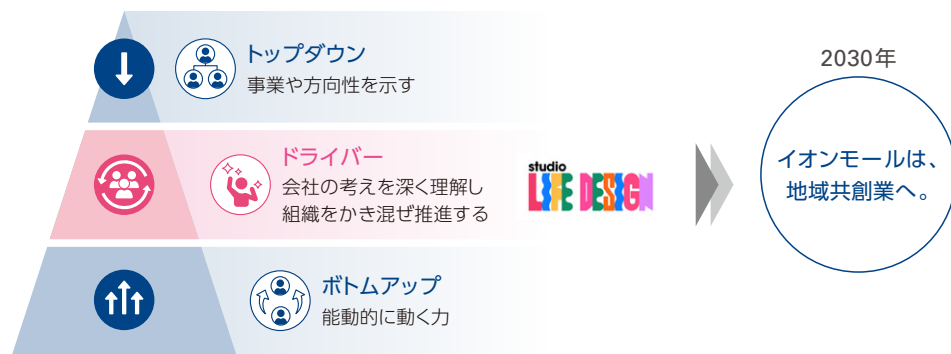 トップダウン
事業や方向性を示す
ドライバー
会社の考えを深く理解し
組織をかき混ぜ推進する
studio
LIFE DESIGN
ボトムアップ
能動的に動く力
2030年
イオンモールは、
地域共創業へ。